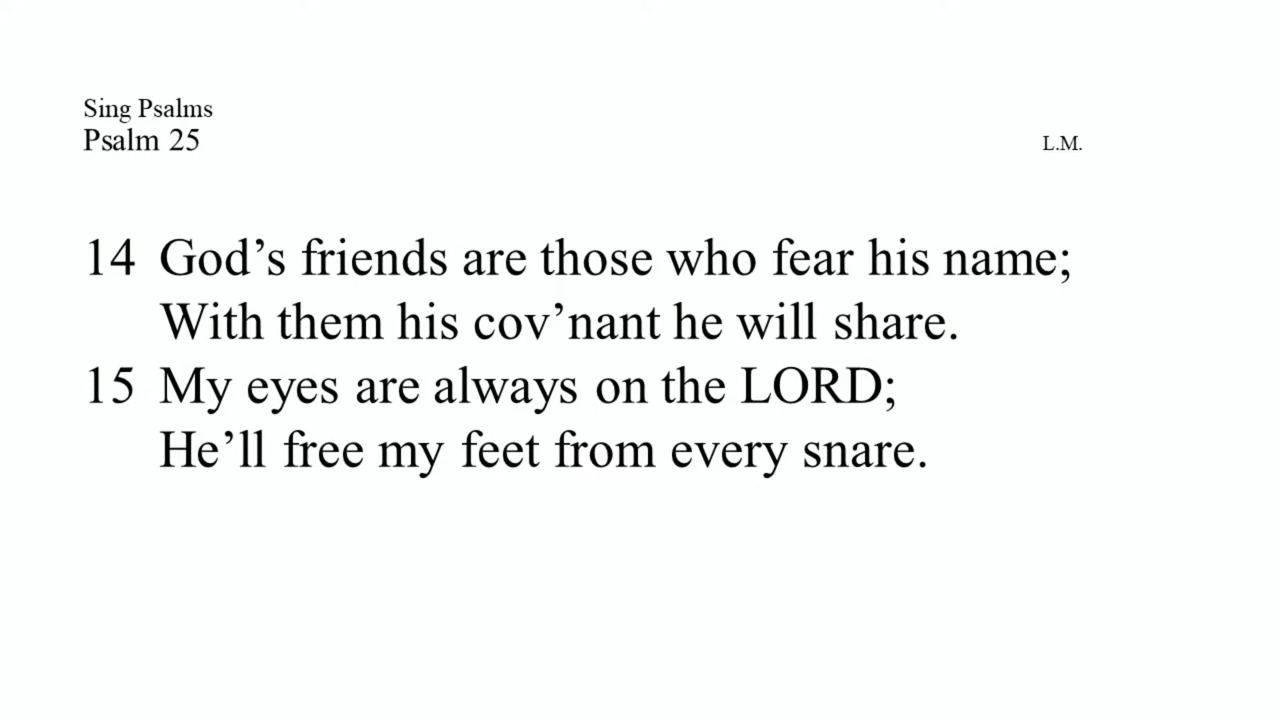 Sing Psalms
Psalm 25
L.M.
14 God’s friends are those who fear his name;
With them his cov’nant he will share.
15 My eyes are always on the LORD;
He’ll free my feet from every snare.